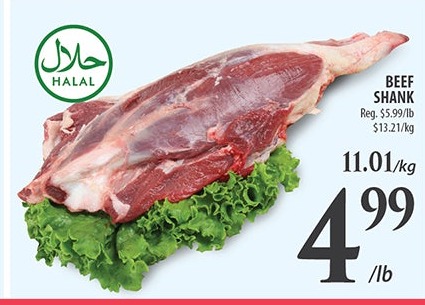 حلال
HALAL
BEEF
SHANK
Reg. $5.99/lb
$13.21/kg
11.01/kg
4 99
/lb